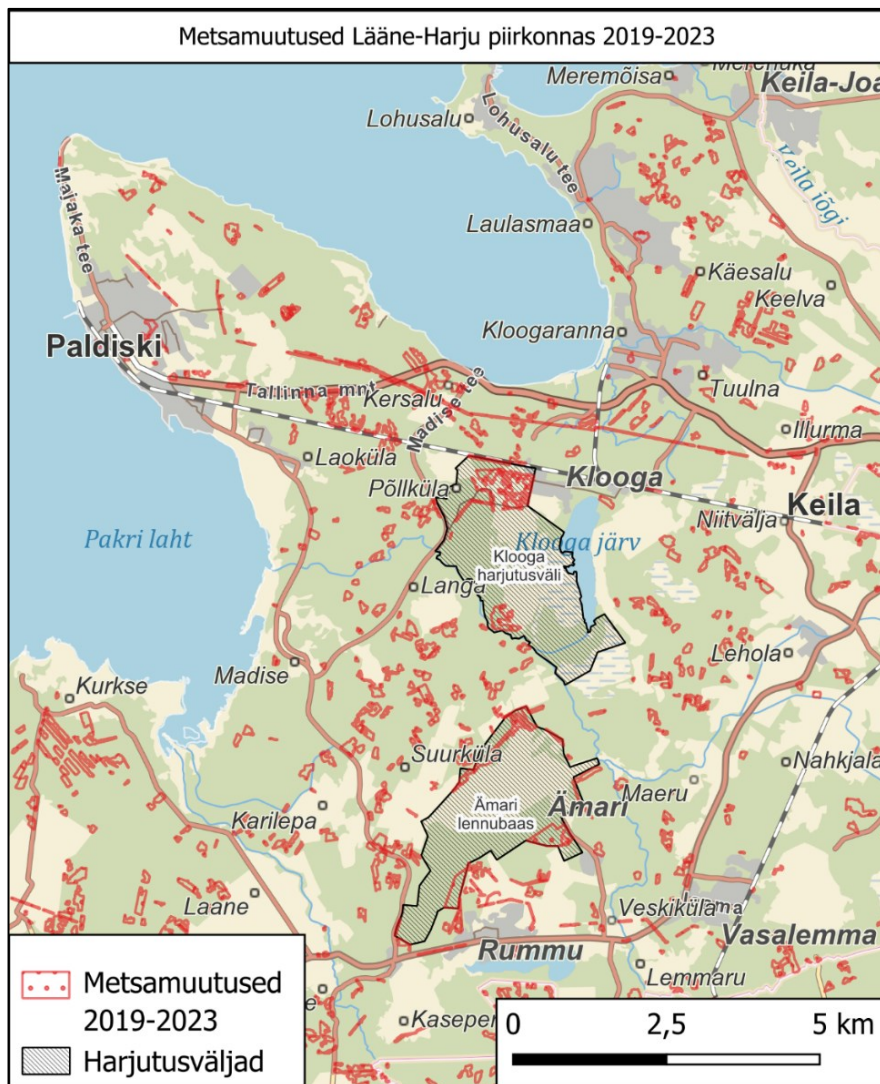 Metsamuutused Lääne-Harju piirkonnas 2019-2023
Meremõisa
Keila-Joa
Lohusalu
Lohusalu tee
Keila jõgi
Majaka tee
Laulasmaa
Käesalu
Keelva
Kloogaranna
Paldiski
Tuulna
Tallinna mnt
Kersalu
Madise tee
Illurma
Laoküla
Põllküla
Klooga
Keila
Niitvälja
Pakri laht
Klooga järv
Klooga
harjutusväli
Langa
Lehola
Madise
Kurkse
Suurküla
Nahkjala
Maeru
Ämari
Ämari
lennubaas
Karilepa
Laane
Veskiküla
Rummu
Vasalemma
Lemmaru
Kaseper
Metsamuutused
2019-2023
Harjutusväljad
0 2,5 5 km